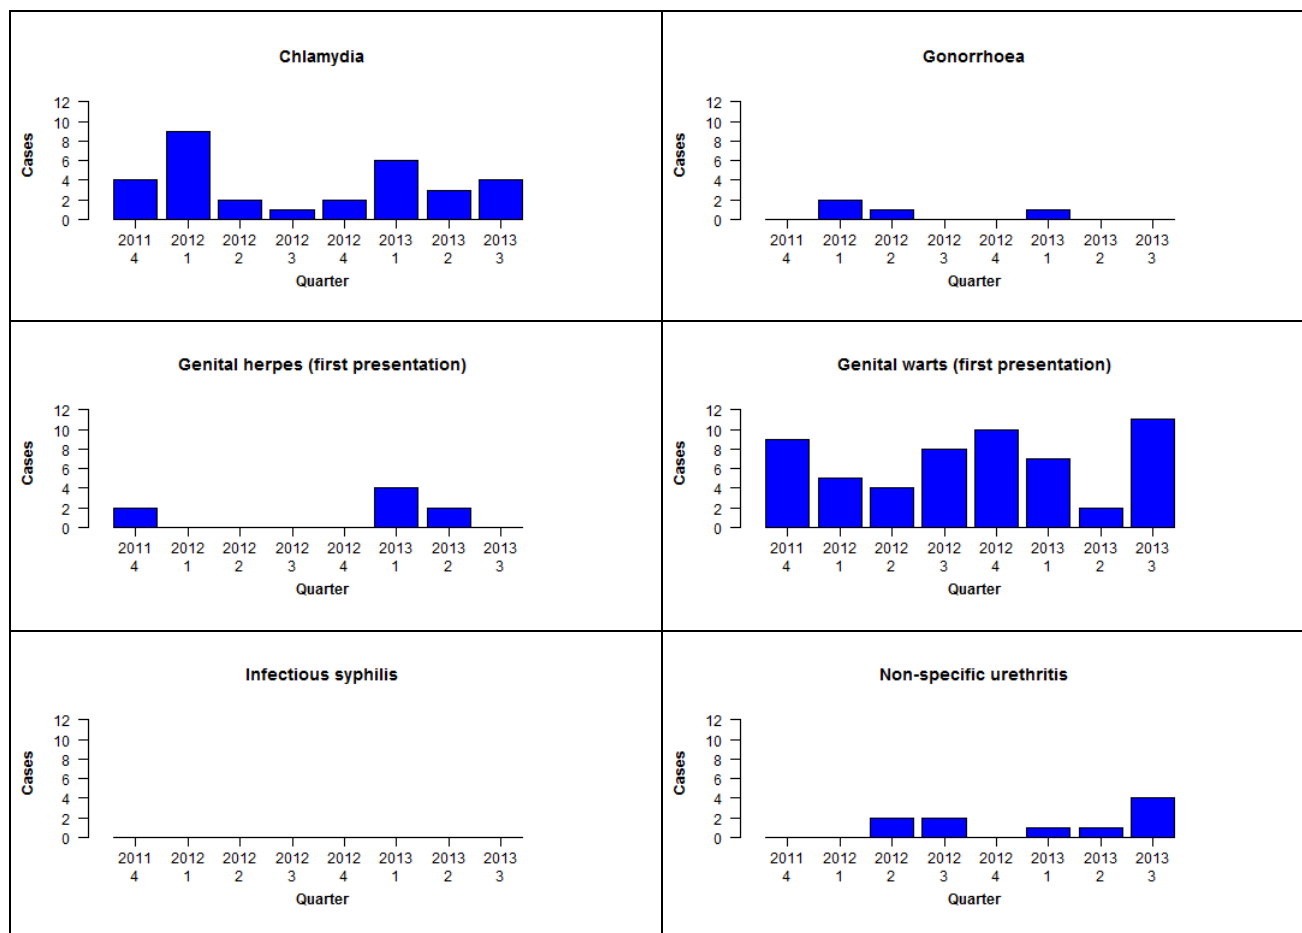 Chlamydia
Cases
12
10
8
6
4
2
0
2011 2012 2012 2012 2012 2013 2013 2013
4 1 2 3 4 1 2 3
Quarter
Gonorrhoea
Cases
12
10
8
6
4
2
0
2011 2012 2012 2012 2012 2013 2013 2013
4 1 2 3 4 1 2 3
Quarter
Genital herpes (first presentation)
Cases
12
10
8
6
4
2
0
2011 2012 2012 2012 2012 2013 2013 2013
4 1 2 3 4 1 2 3
Quarter
Genital warts (first presentation)
Cases
12
10
8
6
4
2
0
2011 2012 2012 2012 2012 2013 2013 2013
4 1 2 3 4 1 2 3
Quarter
Infectious syphilis
Cases
12
10
8
6
4
2
0
2011 2012 2012 2012 2012 2013 2013 2013
4 1 2 3 4 1 2 3
Quarter
Non-specific urethritis
Cases
12
10
8
6
4
2
0
2011 2012 2012 2012 2012 2013 2013 2013
4 1 2 3 4 1 2 3
Quarter